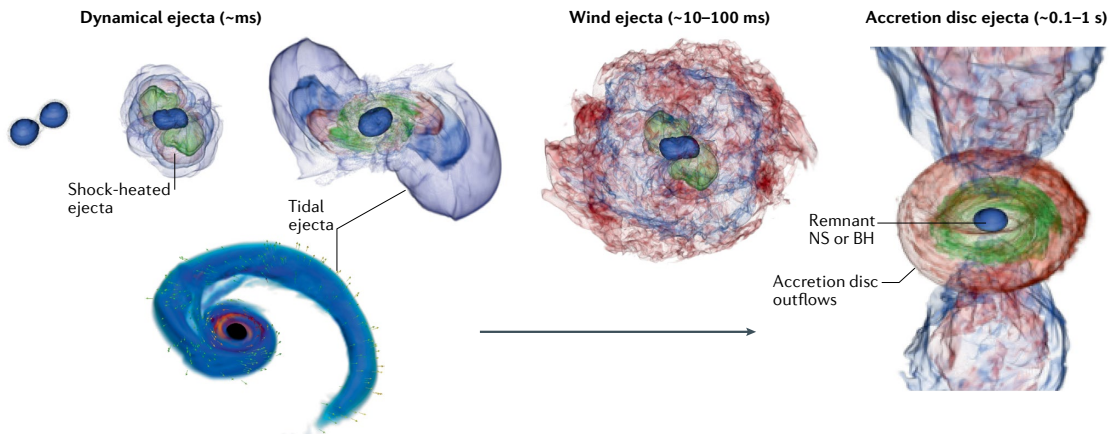 Dynamical ejecta (~ms)
Wind ejecta (~10–100 ms)
Accretion disc ejecta (~0.1–1 s)
Shock-heated
ejecta
Tidal
ejecta
Remnant
NS or BH
Accretion disc
outflows